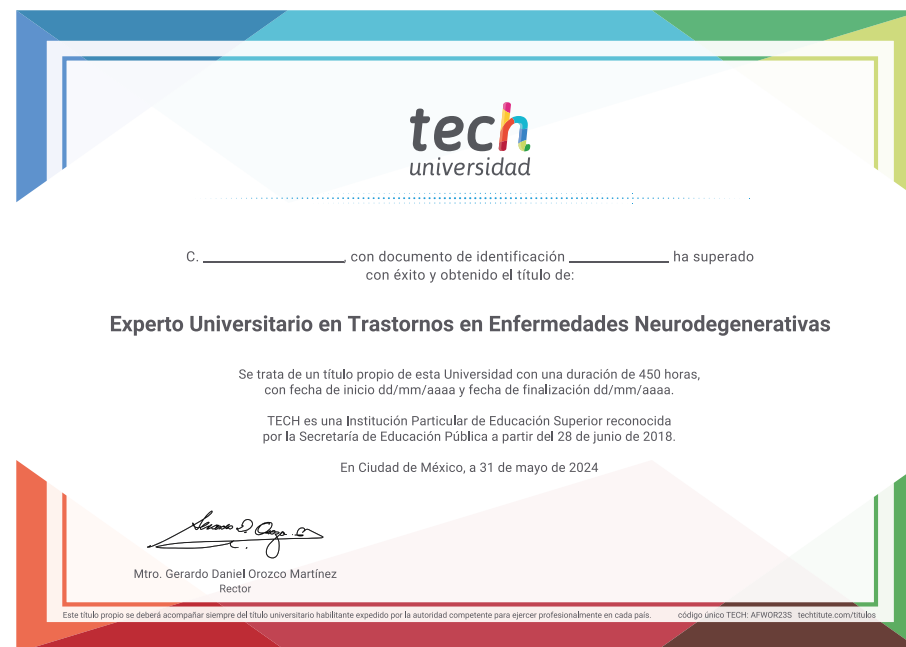 tech
universidad
C. ____________, con documento de identificación ____________ ha superado
con éxito y obtenido el título de:
Experto Universitario en Trastornos en Enfermedades Neurodegenerativas
Se trata de un título propio de esta Universidad con una duración de 450 horas,
con fecha de inicio dd/mm/aaaa y fecha de finalización dd/mm/aaaa.
TECH es una Institución Particular de Educación Superior reconocida
por la Secretaría de Educación Pública a partir del 28 de junio de 2018.
En Ciudad de México, a 31 de mayo de 2024
Mtro. Gerardo Daniel Orozco Martínez
Rector
Este título propio se deberá acompañar siempre del título universitario habilitante expedido por la autoridad competente para ejercer profesionalmente en cada país. código único TECH: AFWOR23S techtitute.com/titulos